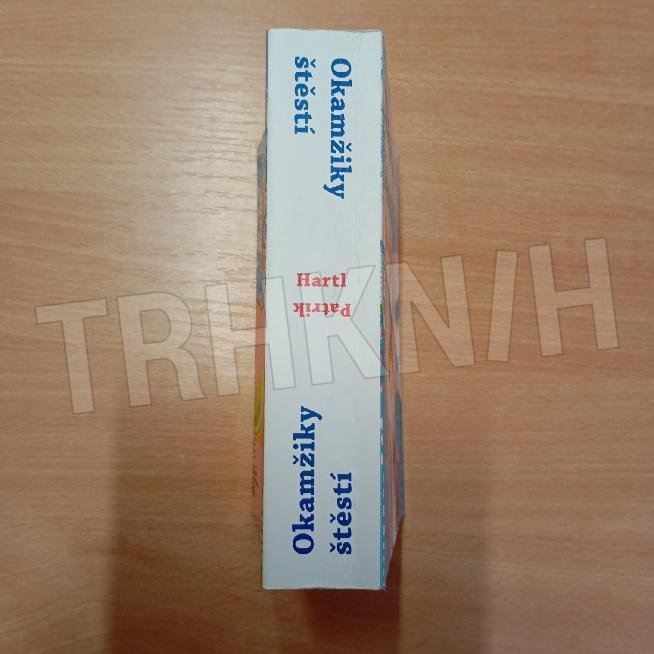 Okamžiky
štěstí
Hartl
Patrik
Okamžiky
štěstí
TRHKNIH